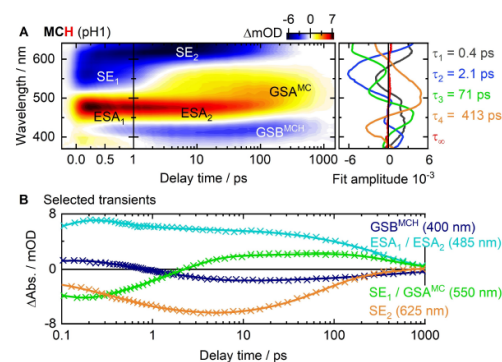 A MCH (pH1)
ΔmOD
-6 0 7
Wavelength / nm
600
500
400
SE₂
SE₁
GSAᴹᶜ
ESA₁
ESA₂
GSBᴹᶜᴴ
0.0 0.5 1 10 100 1000
Delay time / ps
τ₁ = 0.4 ps
τ₂ = 2.1 ps
τ₃ = 71 ps
τ₄ = 413 ps
τ∞
-6 0 6
Fit amplitude 10⁻³
B Selected transients
ΔAbs. / mOD
8
0
-8
GSBᴹᶜᴴ (400 nm)
ESA₁ / ESA₂ (485 nm)
SE₁ / GSAᴹᶜ (550 nm)
SE₂ (625 nm)
0.1 1 10 100 1000
Delay time / ps